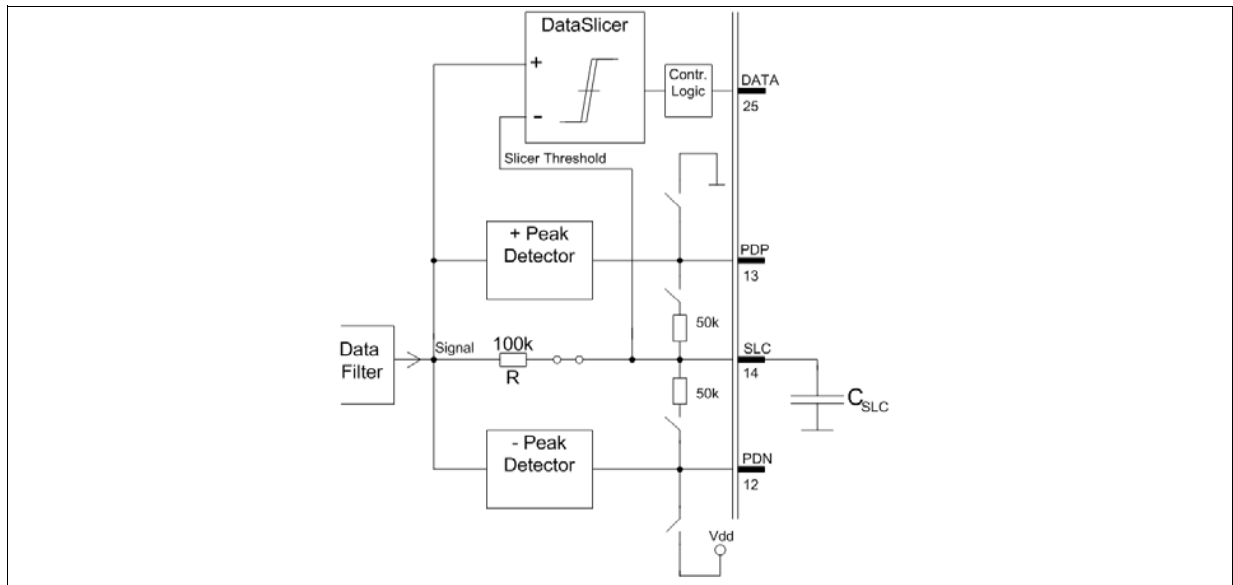 DataSlicer
+
-
Contr.
Logic
DATA
25
Slicer Threshold
+ Peak
Detector
PDP
13
50k
Data
Filter
Signal
100k
R
SLC
14
50k
CSLC
- Peak
Detector
PDN
12
Vdd